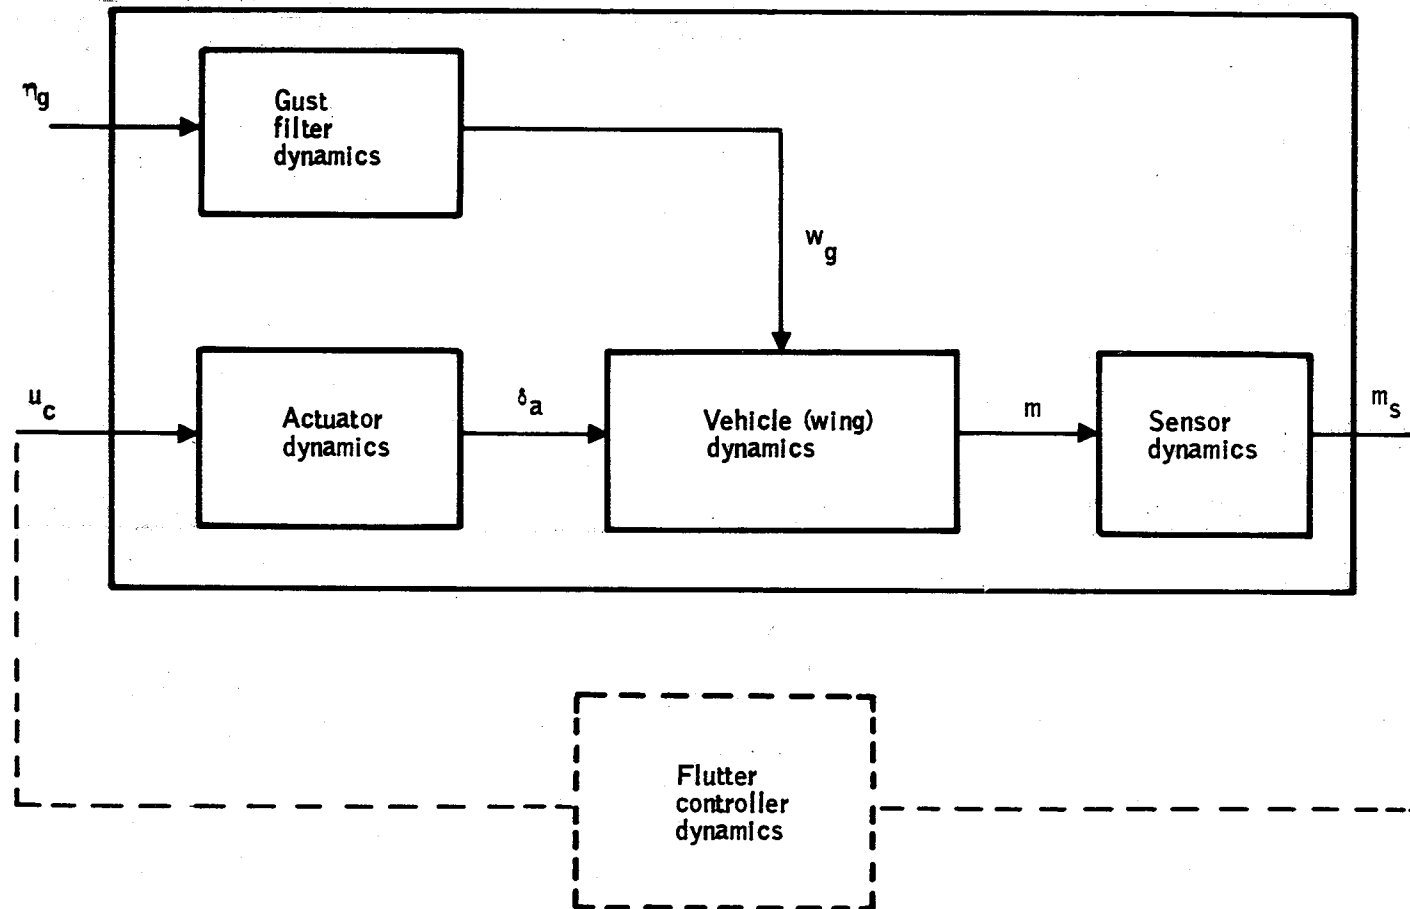 ηg
Gust
filter
dynamics
wg
uc
Actuator
dynamics
δa
Vehicle (wing)
dynamics
m
Sensor
dynamics
ms
Flutter
controller
dynamics